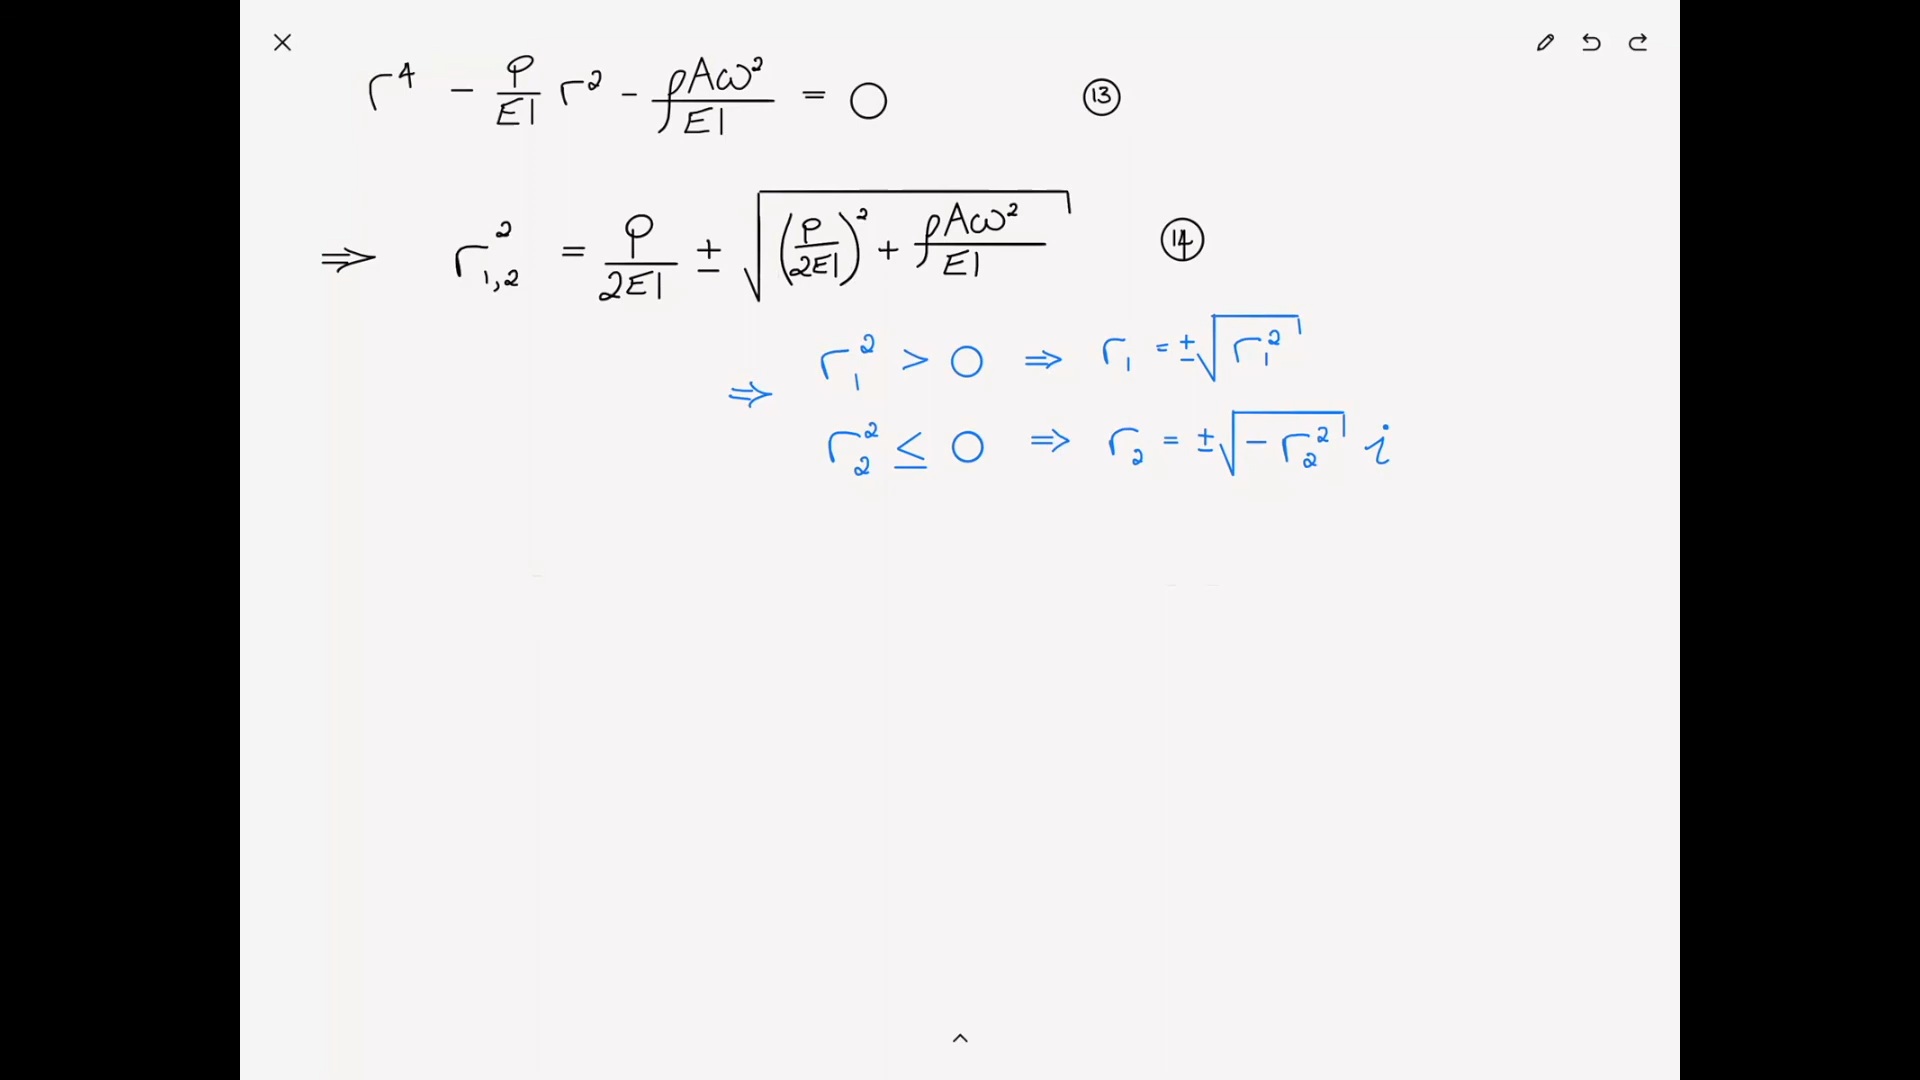 r⁴ − P/EI r² − ρAω²/EI = 0 ⑬
⇒ r²₁,₂ = P/2EI ± √((P/2EI)² + ρAω²/EI) ⑭
⇒ r₁² > 0 ⇒ r₁ = ±√(r₁²)
r₂² ≤ 0 ⇒ r₂ = ±√(−r₂²) i